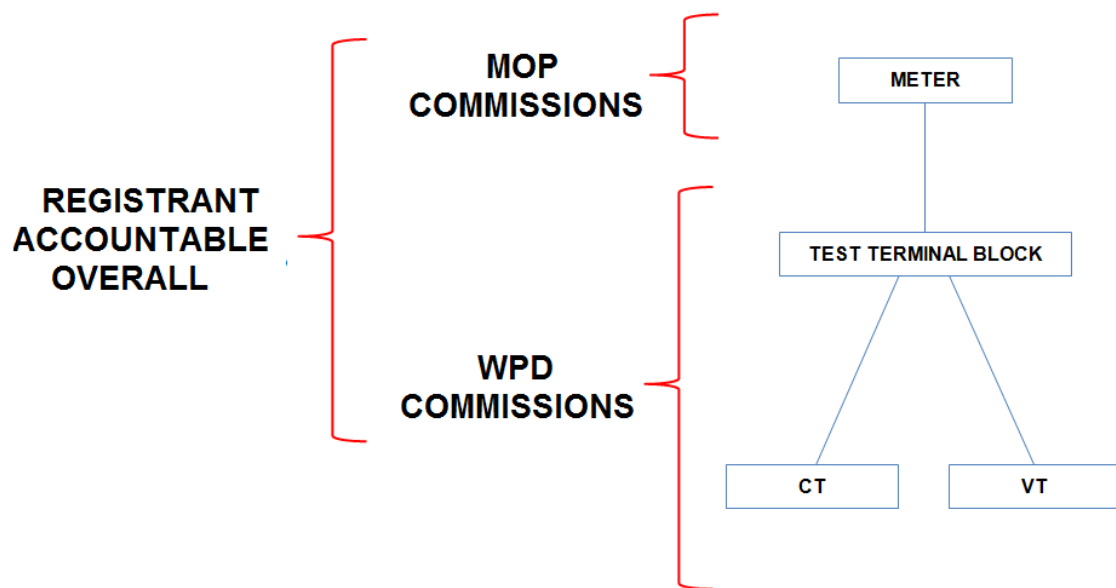 REGISTRANT
ACCOUNTABLE
OVERALL
MOP
COMMISSIONS
WPD
COMMISSIONS
METER
TEST TERMINAL BLOCK
CT
VT